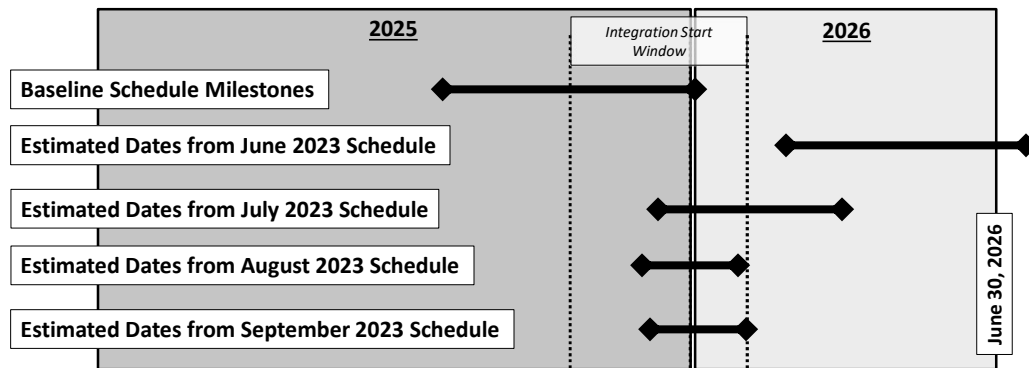 2025
Integration Start
Window
2026
Baseline Schedule Milestones
Estimated Dates from June 2023 Schedule
Estimated Dates from July 2023 Schedule
Estimated Dates from August 2023 Schedule
Estimated Dates from September 2023 Schedule
June 30, 2026